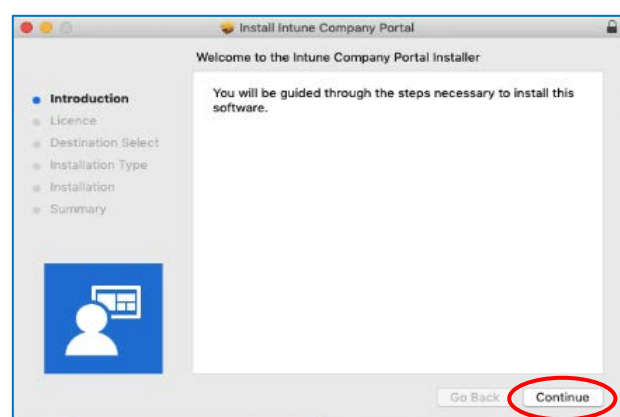 Install Intune Company Portal
Welcome to the Intune Company Portal Installer
Introduction
Licence
Destination Select
Installation Type
Installation
Summary
You will be guided through the steps necessary to install this
software.
Go Back
Continue